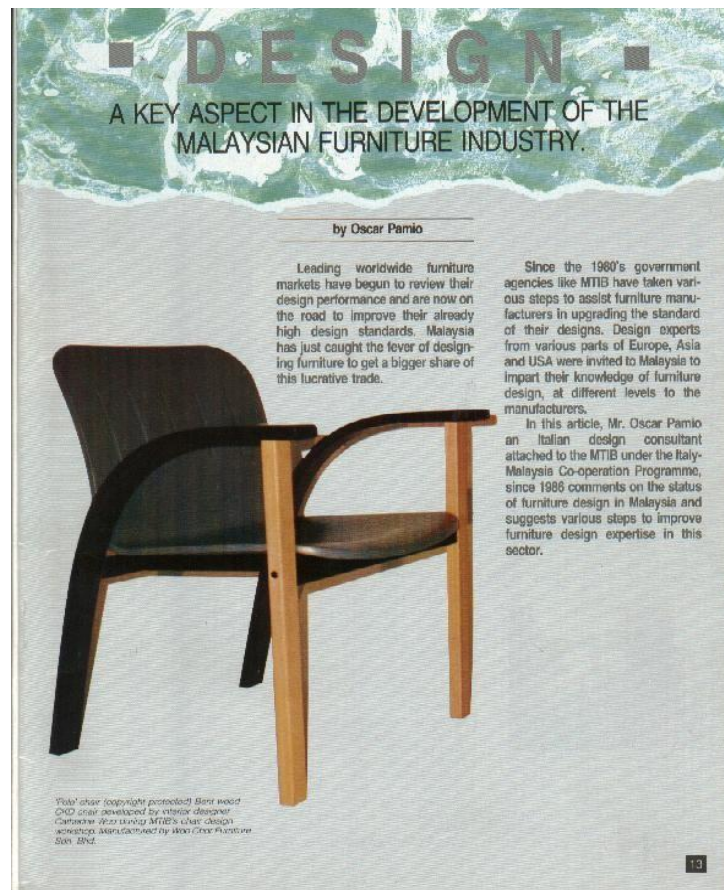 DESIGN
A KEY ASPECT IN THE DEVELOPMENT OF THE
MALAYSIAN FURNITURE INDUSTRY.
by Oscar Pamio
Leading worldwide furniture
markets have begun to review their
design performance and are now on
the road to improve their already
high design standards. Malaysia
has just caught the fever of design-
ing furniture to get a bigger share of
this lucrative trade.
Since the 1980's government
agencies like MTIB have taken vari-
ous steps to assist furniture manu-
facturers in upgrading the standard
of their designs. Design experts
from various parts of Europe, Asia
and USA were invited to Malaysia to
impart their knowledge of furniture
design, at different levels to the
manufacturers.
In this article, Mr. Oscar Pamio
an Italian design consultant
attached to the MTIB under the Italy-
Malaysia Co-operation Programme,
since 1986 comments on the status
of furniture design in Malaysia and
suggests various steps to improve
furniture design expertise in this
sector.
chair (copyright protected) Bent wood
CKD chair developed by interior designer
Catherine Woo during MTIB's chair design
workshop. Manufactured by Woo Furniture
Sdn. Bhd.
13